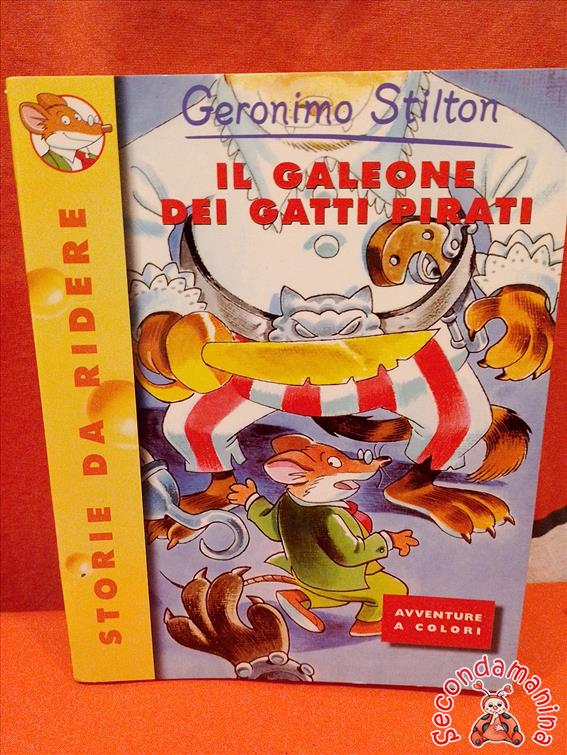 Geronimo Stilton
IL GALEONE
DEI GATTI PIRATI
STORIE DA RIDERE
AVVENTURE
A COLORI
secondamanina